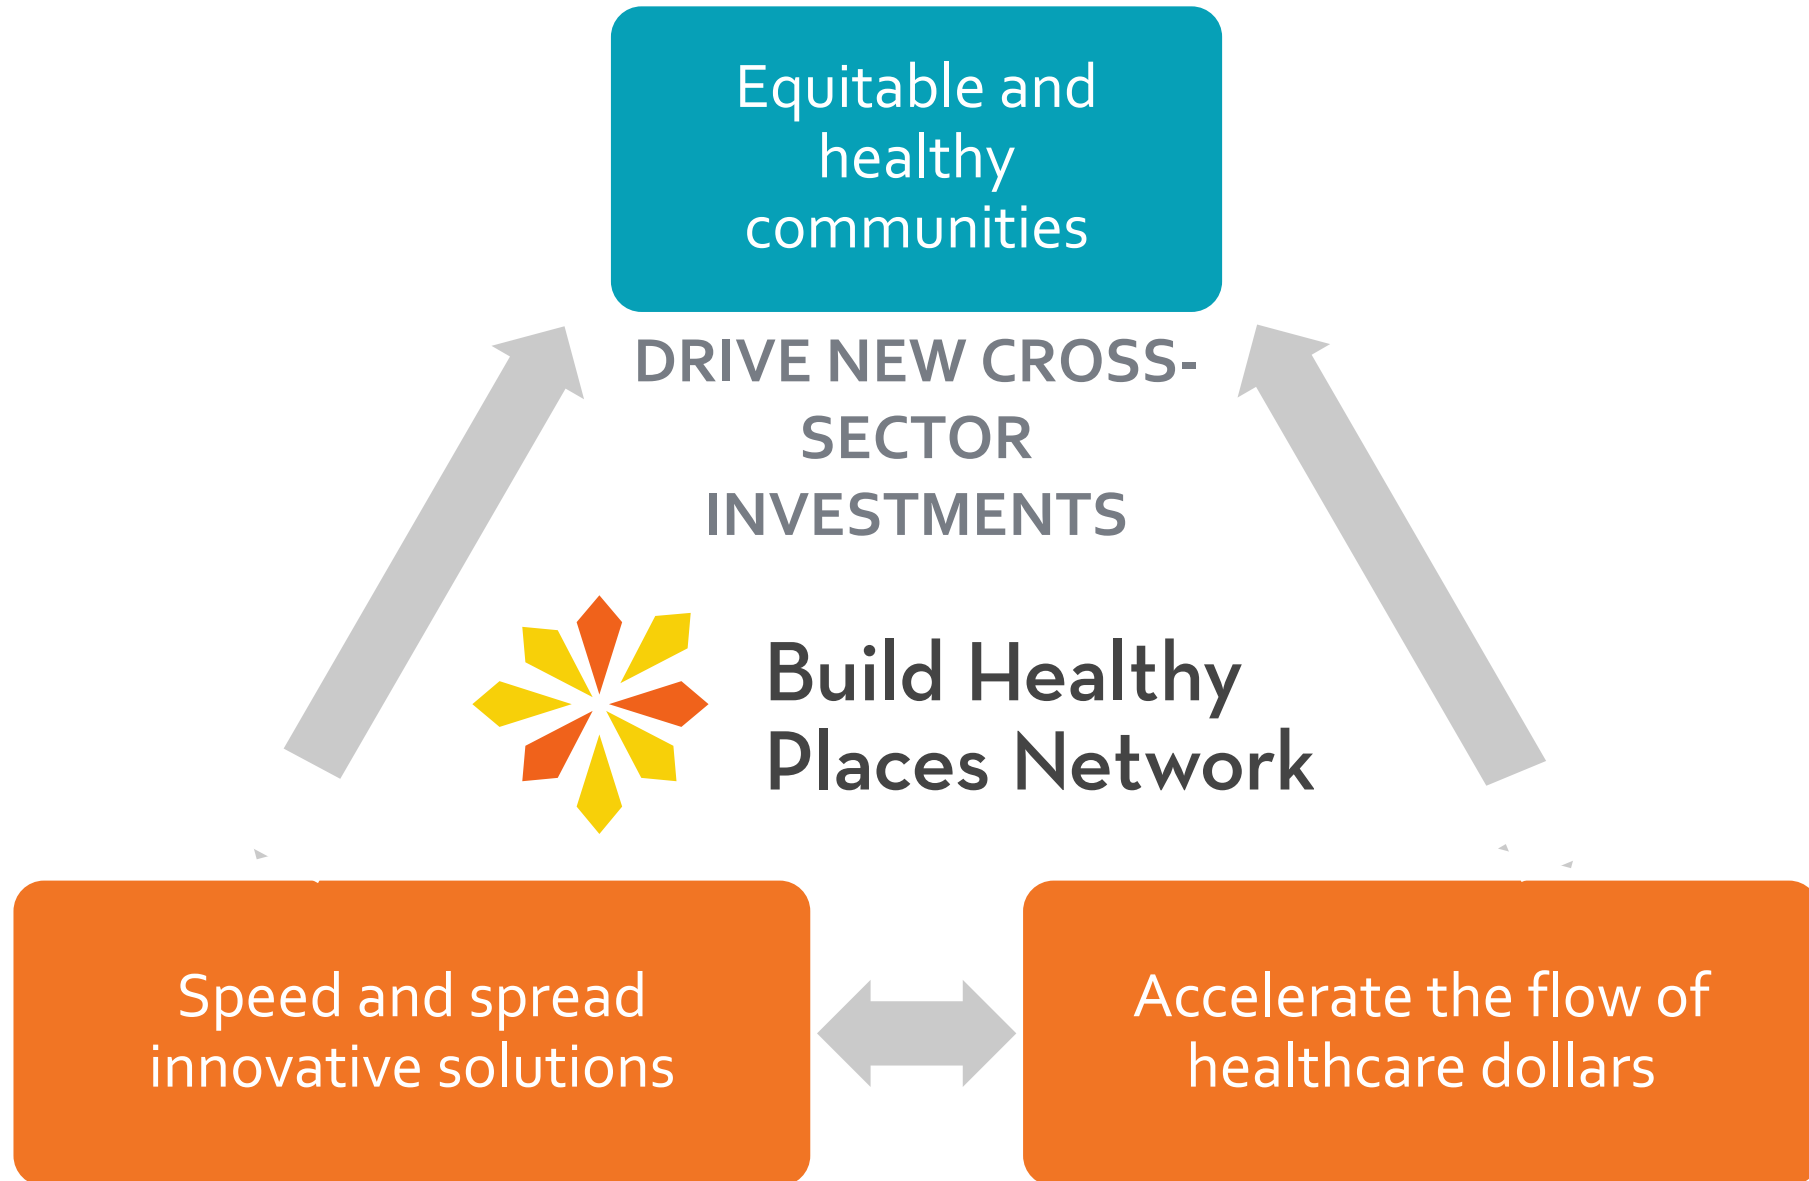 Equitable and
healthy
communities
DRIVE NEW CROSS-
SECTOR
INVESTMENTS
Build Healthy
Places Network
Speed and spread
innovative solutions
Accelerate the flow of
healthcare dollars